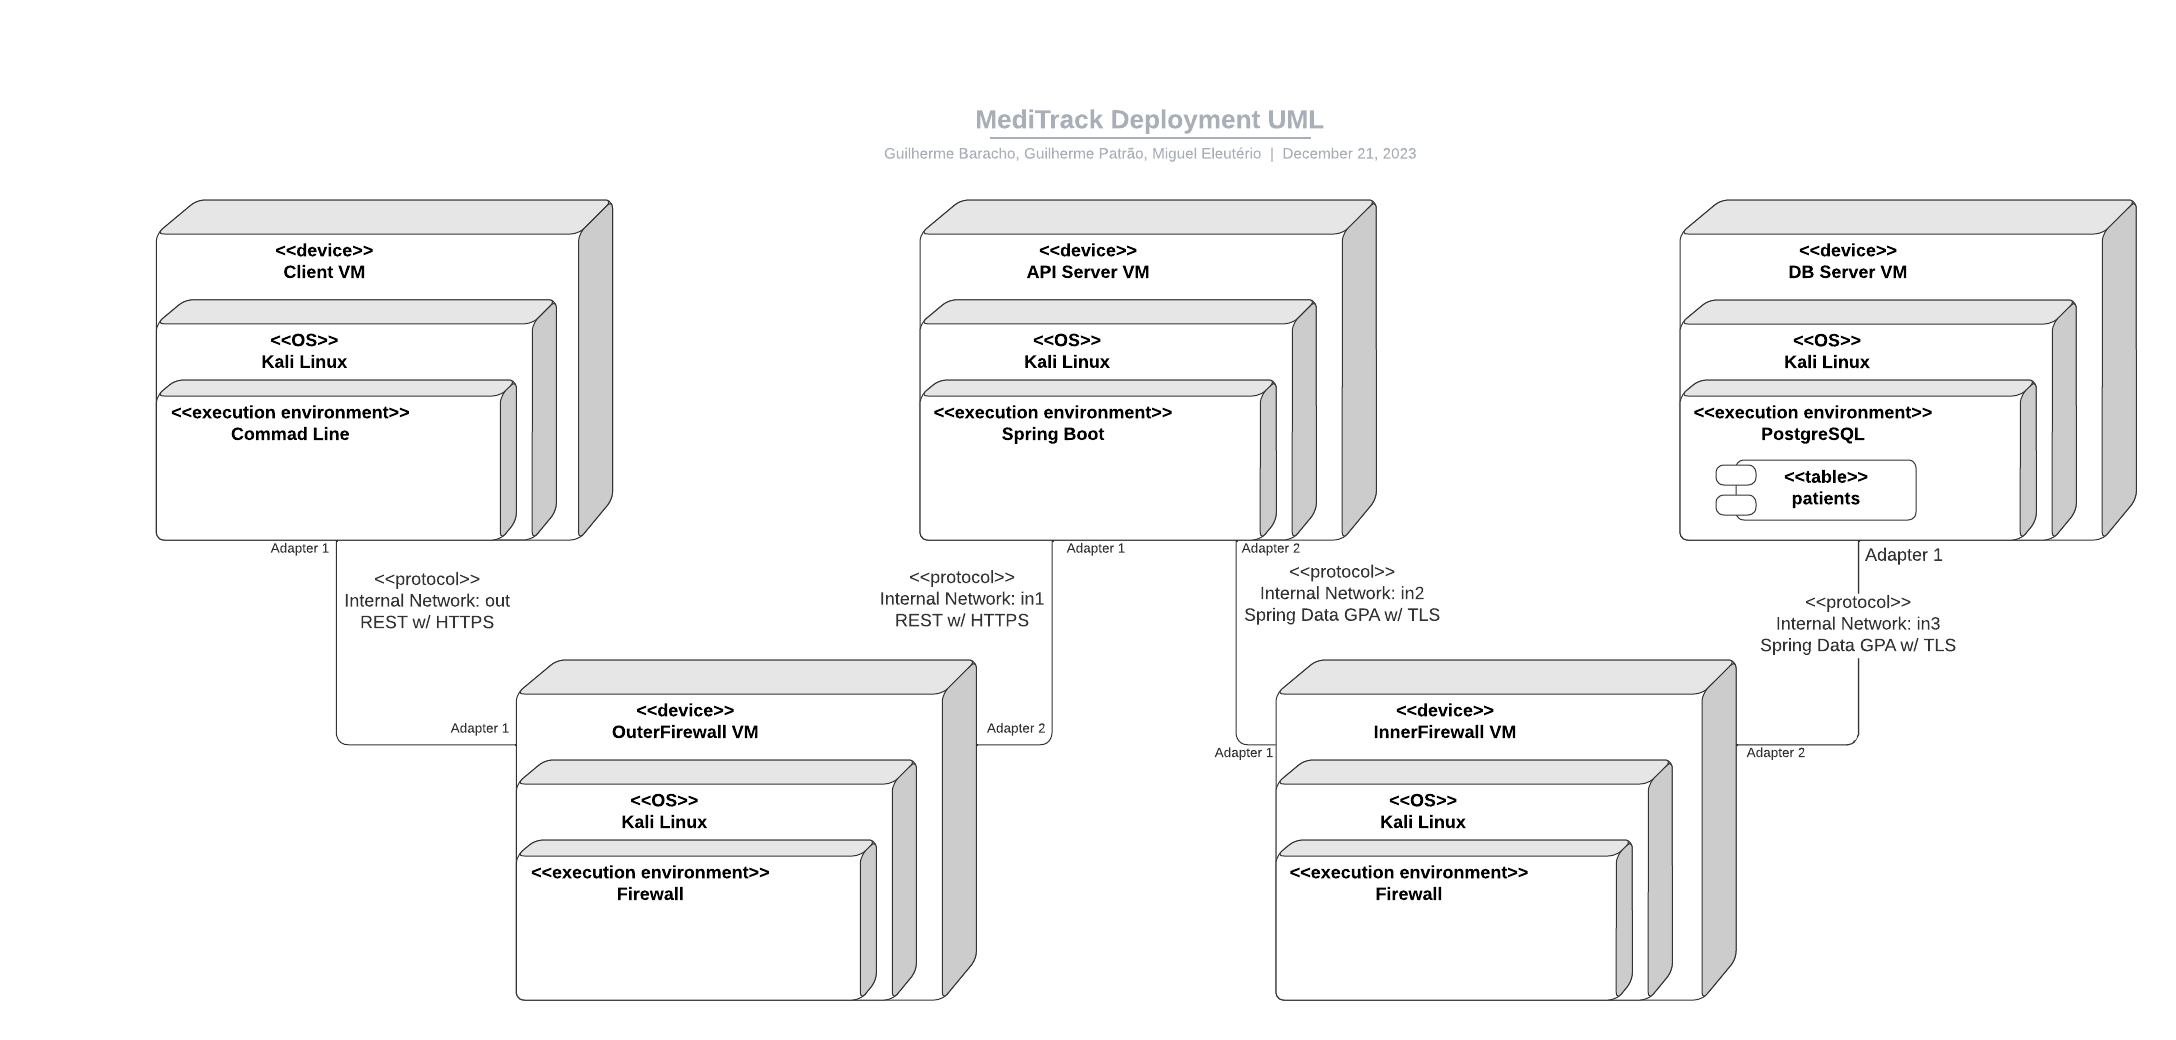 MediTrack Deployment UML
Guilherme Baracho, Guilherme Patrão, Miguel Eleutério | December 21, 2023
<<device>>
Client VM
<<OS>>
Kali Linux
<<execution environment>>
Commad Line
<<device>>
API Server VM
<<OS>>
Kali Linux
<<execution environment>>
Spring Boot
<<device>>
DB Server VM
<<OS>>
Kali Linux
<<execution environment>>
PostgreSQL
<<table>>
patients
Adapter 1
<<protocol>>
Internal Network: out
REST w/ HTTPS
Adapter 1
Adapter 1
<<protocol>>
Internal Network: in1
REST w/ HTTPS
Adapter 2
Adapter 2
<<protocol>>
Internal Network: in2
Spring Data GPA w/ TLS
Adapter 1
Adapter 1
<<protocol>>
Internal Network: in3
Spring Data GPA w/ TLS
Adapter 2
<<device>>
OuterFirewall VM
<<OS>>
Kali Linux
<<execution environment>>
Firewall
<<device>>
InnerFirewall VM
<<OS>>
Kali Linux
<<execution environment>>
Firewall